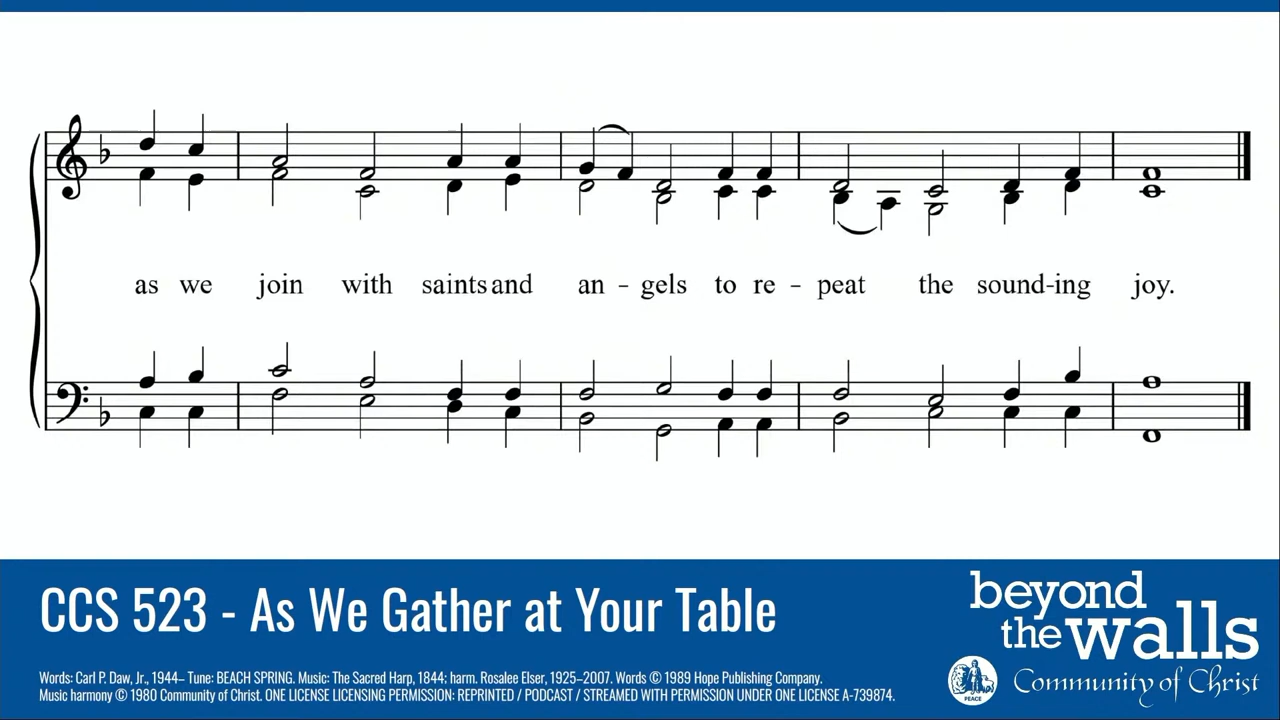 as we join with saints and an - gels to re - peat the sound-ing joy.
CCS 523 - As We Gather at Your Table
Words: Carl P. Daw, Jr., 1944– Tune: BEACH SPRING. Music: The Sacred Harp, 1844; harm. Rosalee Elser, 1925–2007. Words © 1989 Hope Publishing Company.
Music harmony © 1980 Community of Christ. ONE LICENSE LICENSING PERMISSION: REPRINTED / PODCAST / STREAMED WITH PERMISSION UNDER ONE LICENSE A-739874.
beyond
the walls
PEACE
Community of Christ